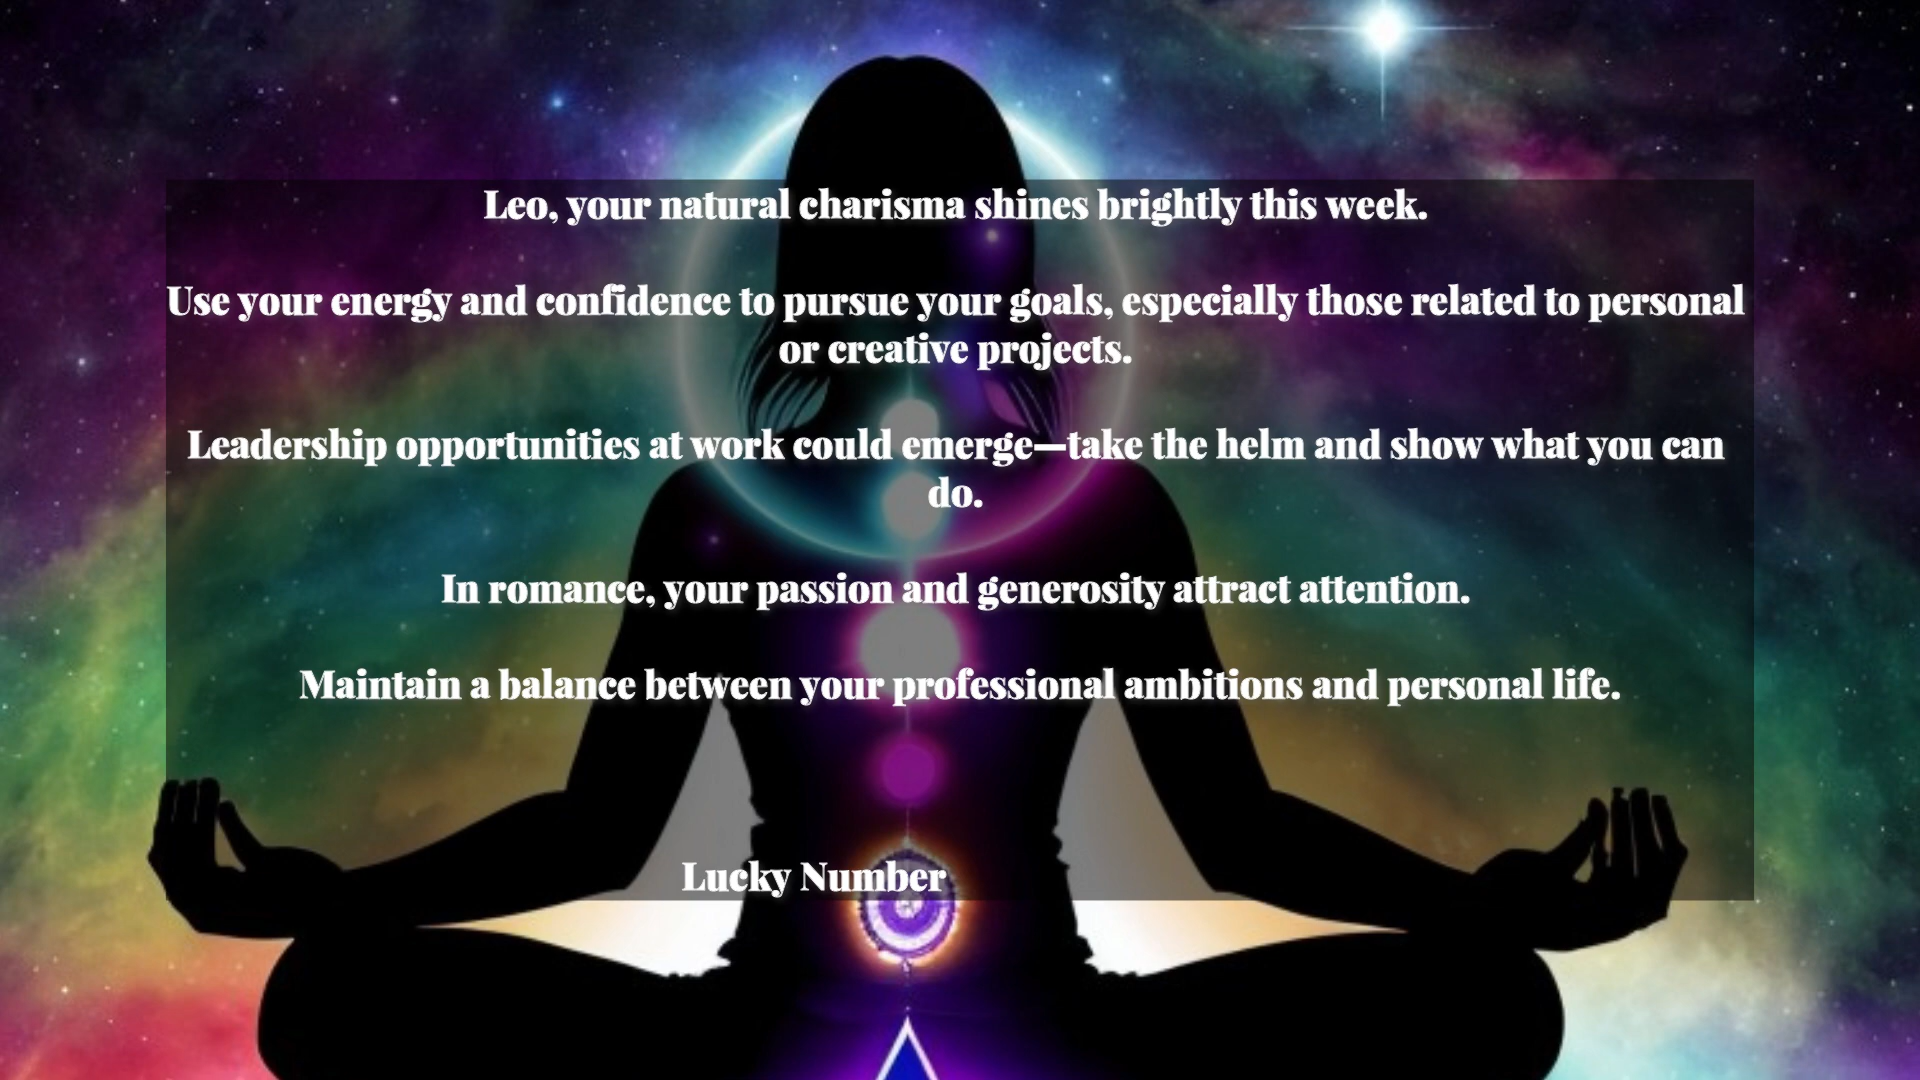 Leo, your natural charisma shines brightly this week.
Use your energy and confidence to pursue your goals, especially those related to personal
or creative projects.
Leadership opportunities at work could emerge—take the helm and show what you can
do.
In romance, your passion and generosity attract attention.
Maintain a balance between your professional ambitions and personal life.
Lucky Number